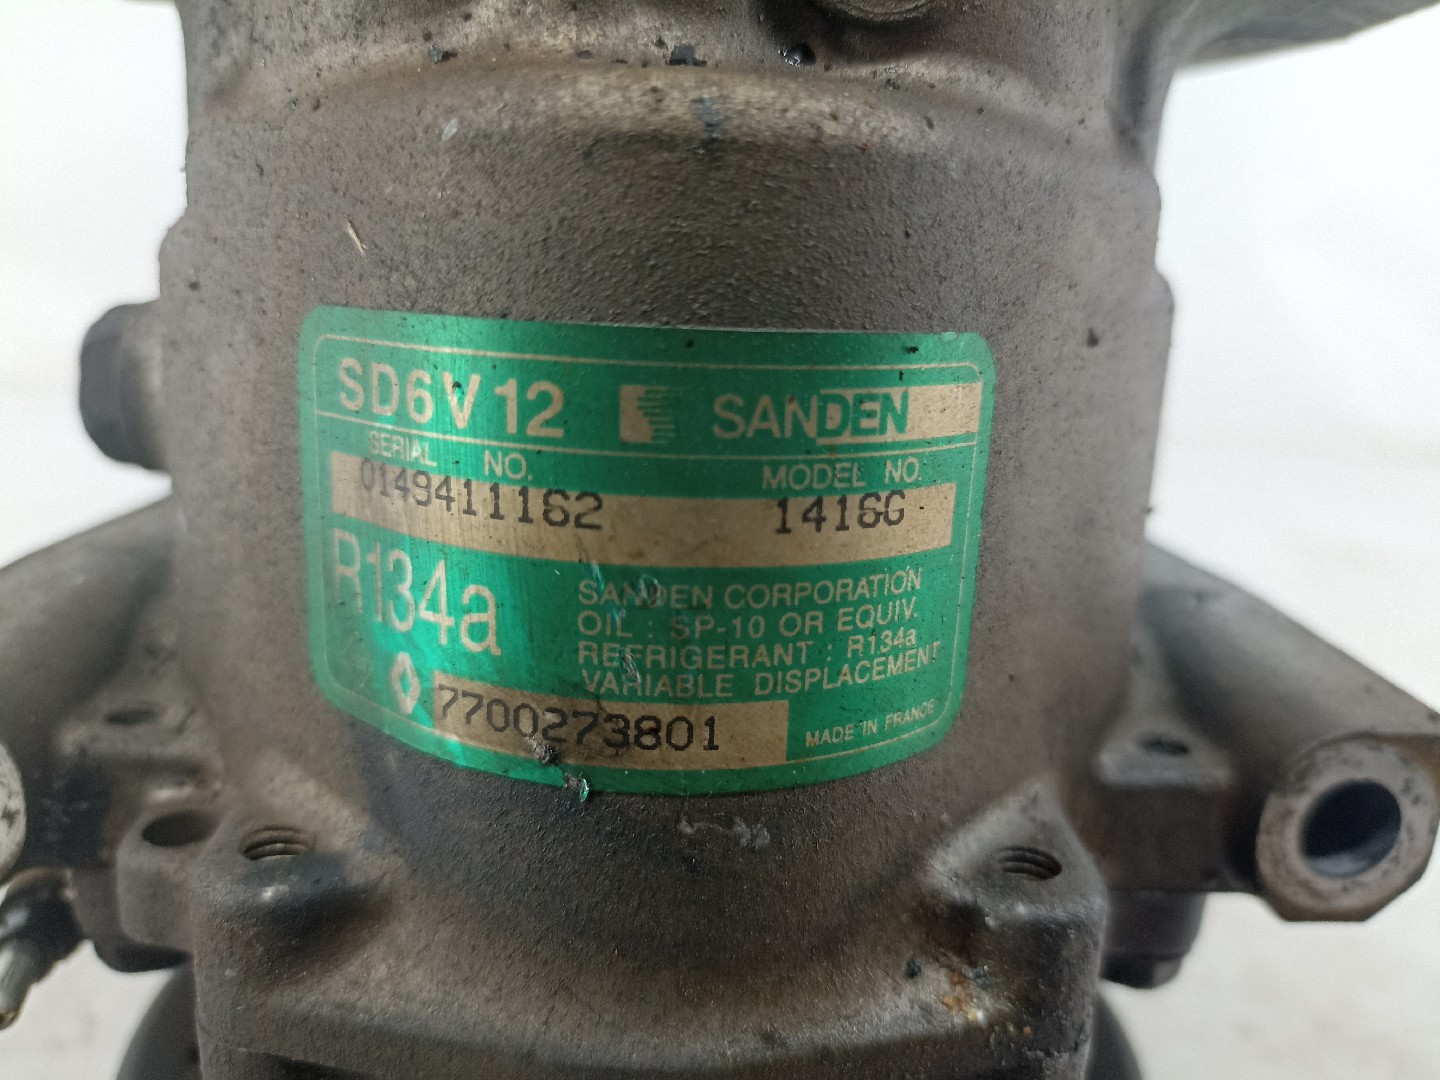 SD6V12 SANDEN
SERIAL NO. MODEL NO.
0149411162 1416G
R134a
SANDEN CORPORATION
OIL : SP-10 OR EQUIV.
REFRIGERANT : R134a
VARIABLE DISPLACEMENT
7700273801
MADE IN FRANCE